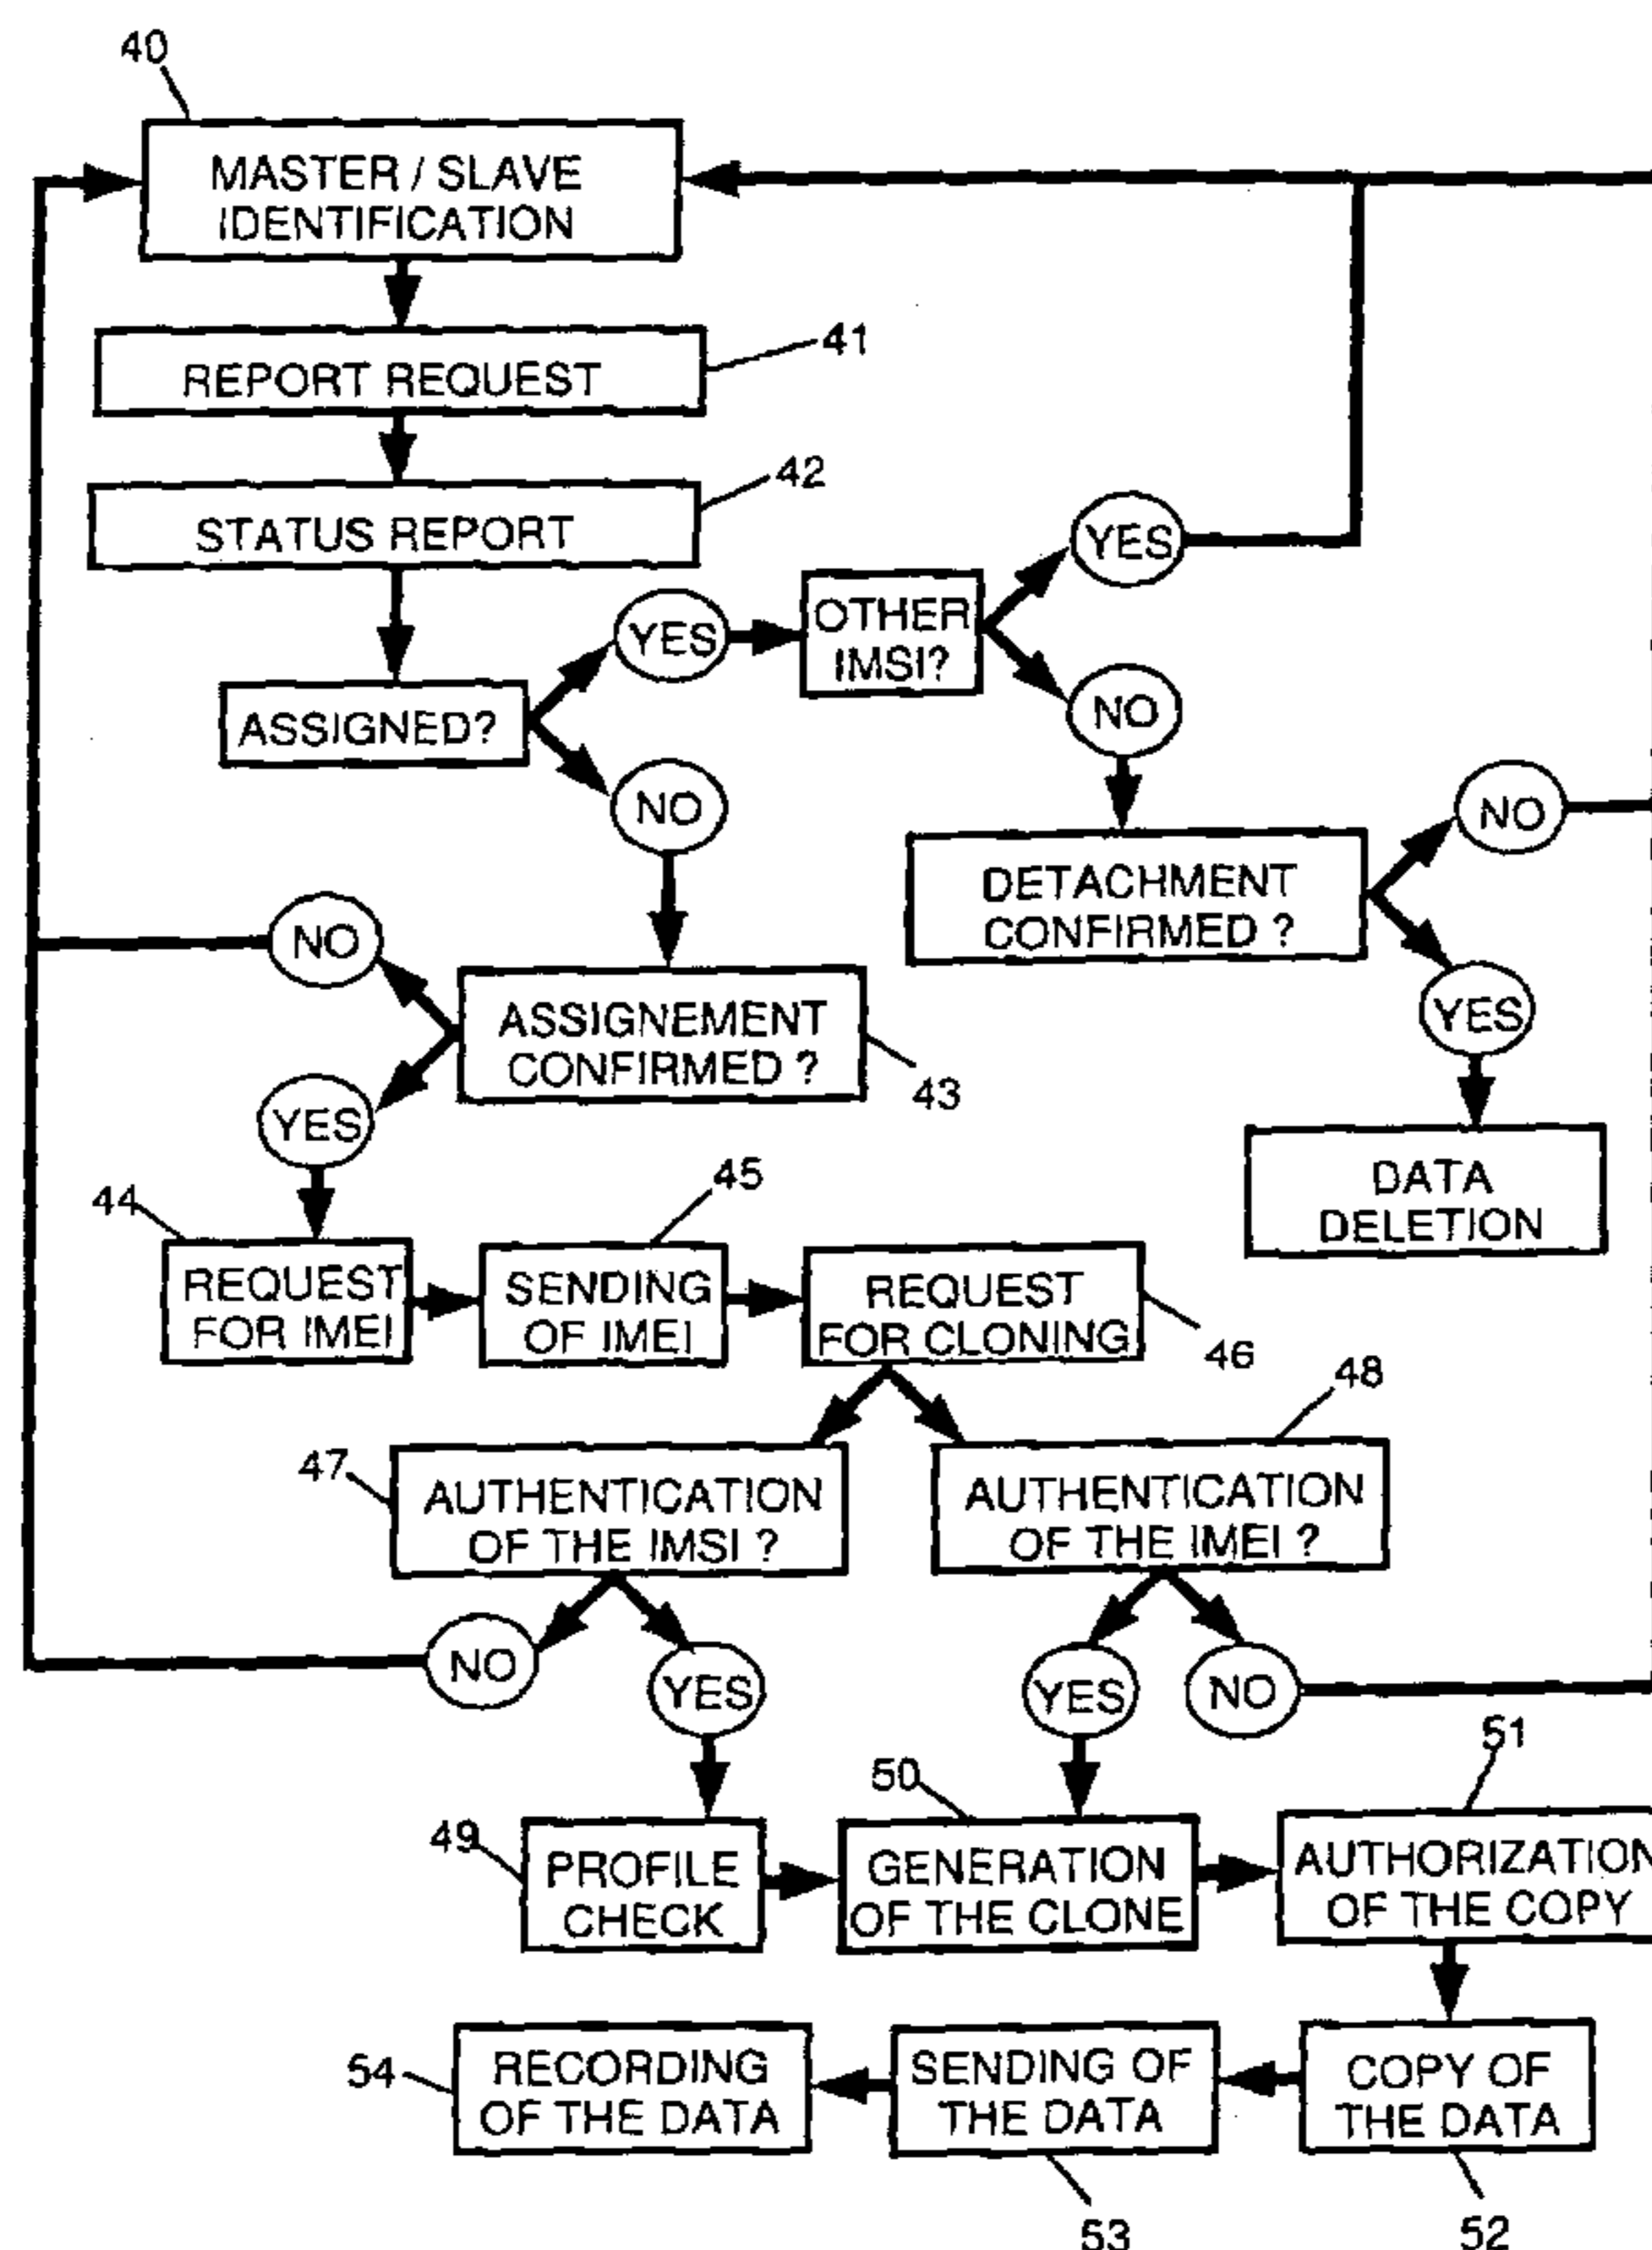 40
MASTER / SLAVE
IDENTIFICATION
41
REPORT REQUEST
42
STATUS REPORT
YES
YES
OTHER
IMSI?
NO
ASSIGNED?
NO
NO
DETACHMENT
CONFIRMED ?
NO
YES
ASSIGNEMENT
CONFIRMED ?
43
YES
DATA
DELETION
44
REQUEST
FOR IMEI
45
SENDING
OF IMEI
REQUEST
FOR CLONING
46
47
AUTHENTICATION
OF THE IMSI ?
48
AUTHENTICATION
OF THE IMEI ?
NO
YES
YES
NO
49
PROFILE
CHECK
50
GENERATION
OF THE CLONE
51
AUTHORIZATION
OF THE COPY
54
RECORDING
OF THE DATA
SENDING OF
THE DATA
53
COPY OF
THE DATA
52